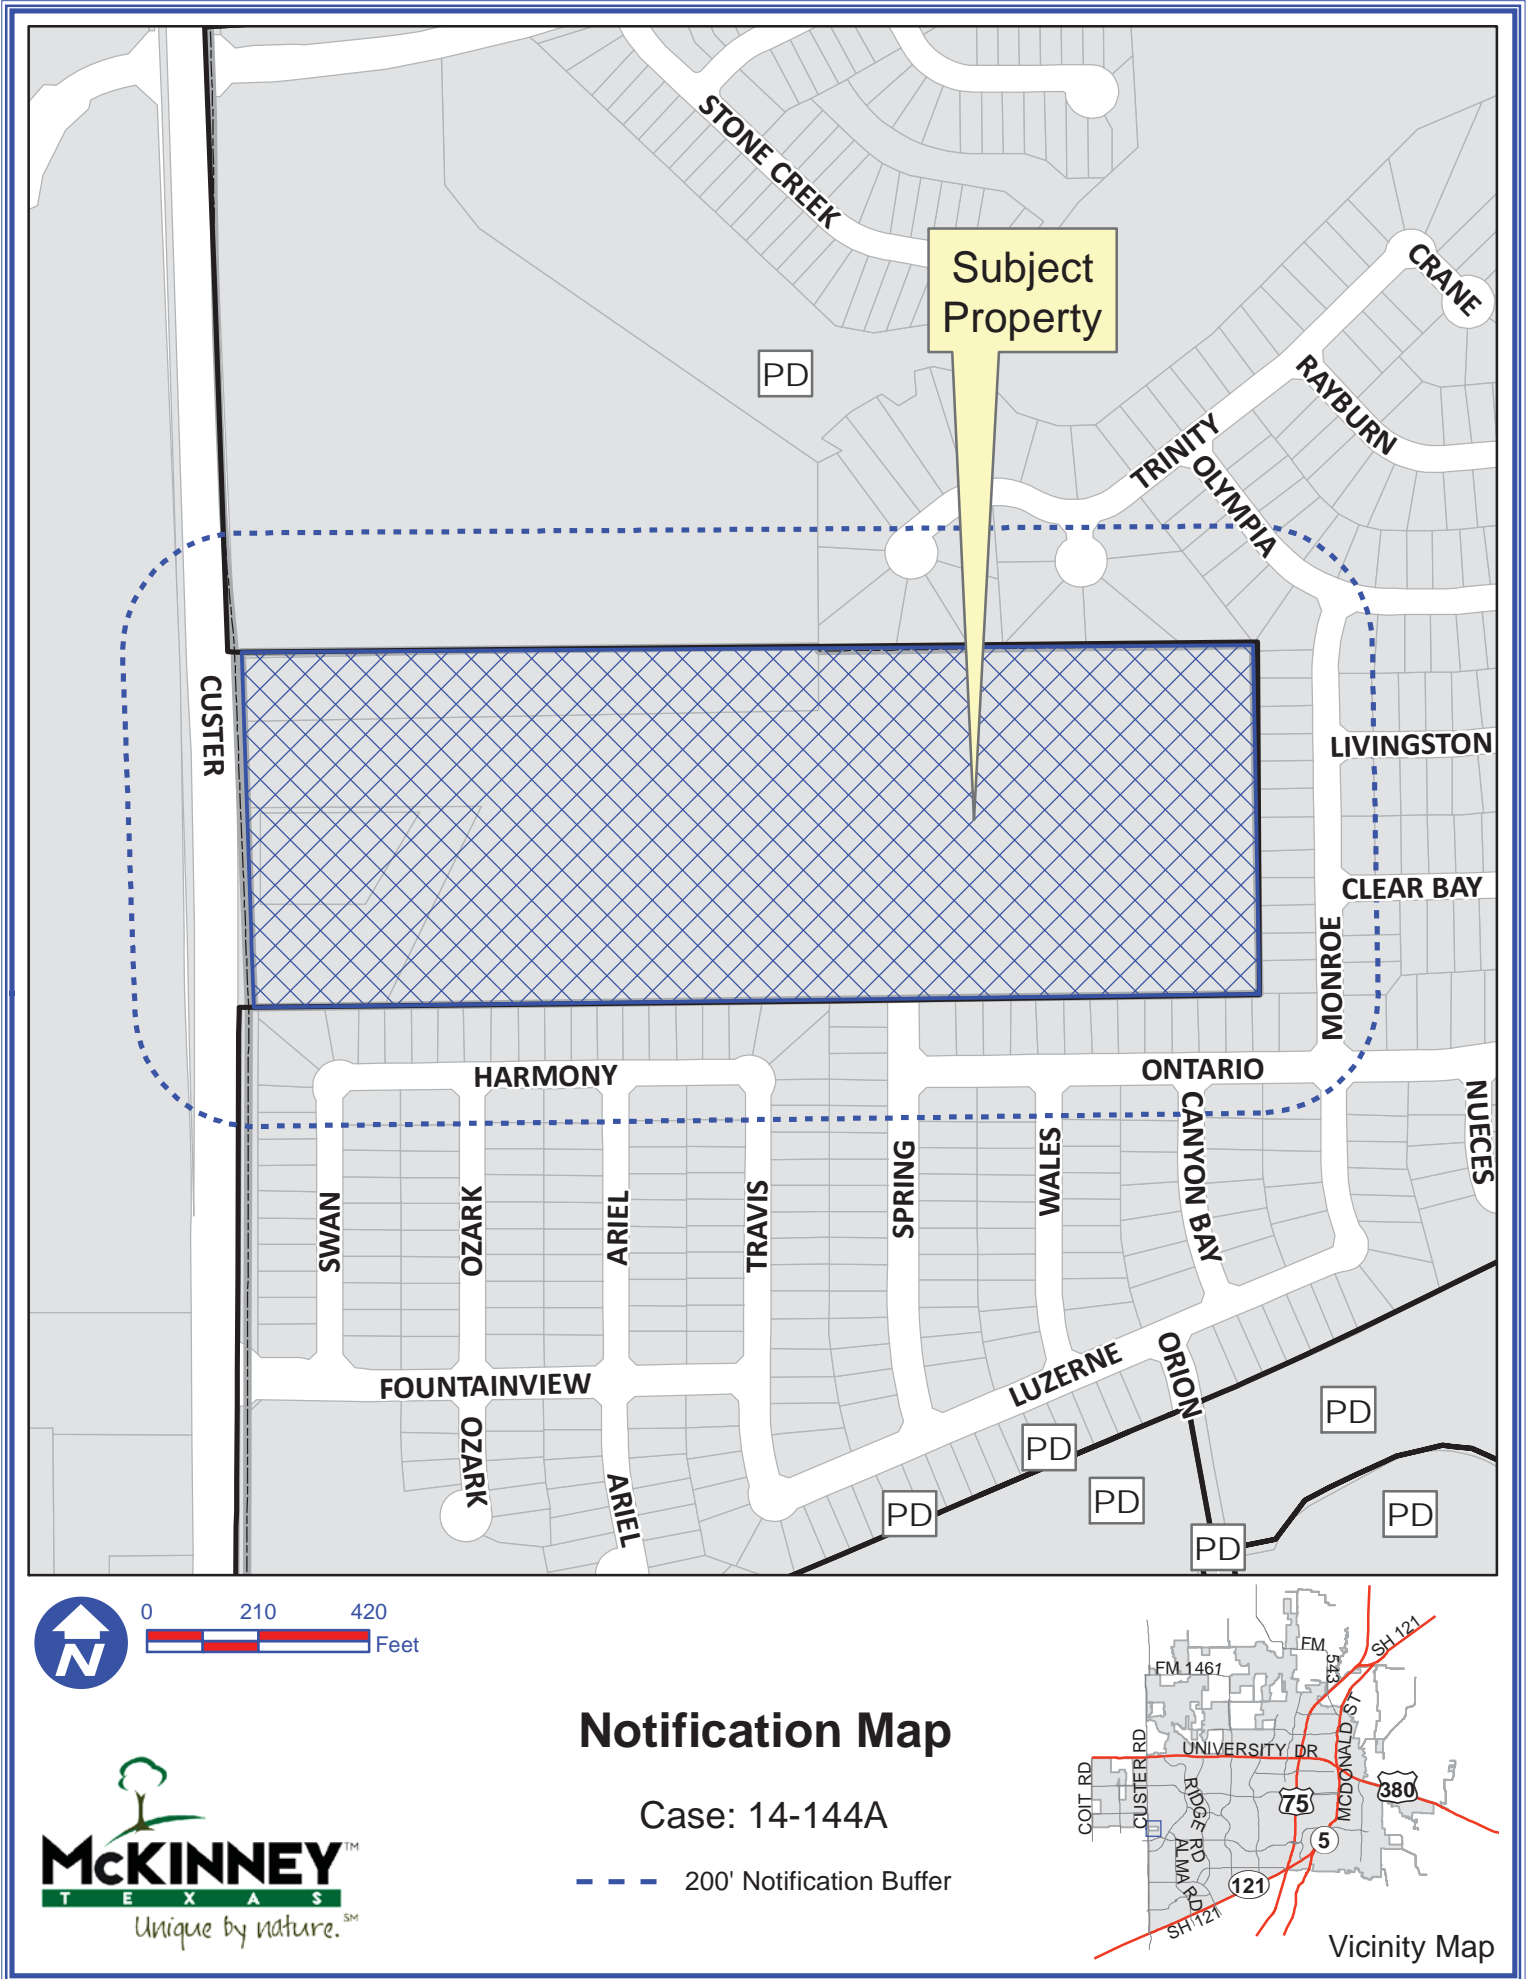 STONE CREEK
Subject
Property
CRANE
PD
RAYBURN
TRINITY
OLYMPIA
CUSTER
LIVINGSTON
CLEAR BAY
MONROE
HARMONY
ONTARIO
NUECES
CANYON BAY
WALES
SPRING
TRAVIS
ARIEL
OZARK
SWAN
LUZERNE
ORION
FOUNTAINVIEW
PD
PD
OZARK
ARIEL
PD
PD
PD
PD
N
0 210 420
Feet
Notification Map
Case: 14-144A
200' Notification Buffer
McKINNEY™
TEXAS
Unique by nature.℠
FM 1461
FM 543
SH 121
UNIVERSITY DR
MCDONALD ST
COIT RD
CUSTER RD
RIDGE RD
ALMA RD
75
380
5
121
SH 121
Vicinity Map